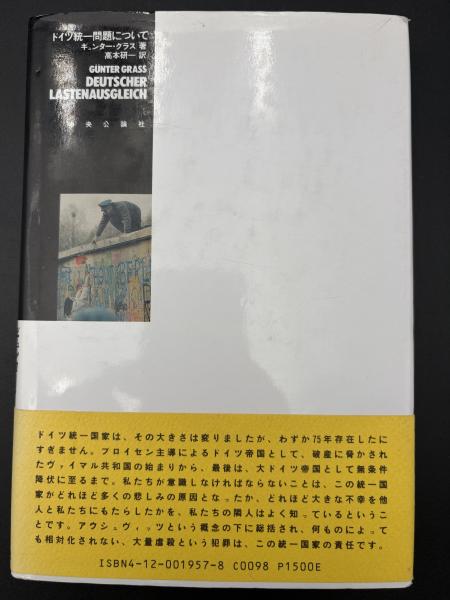 ドイツ統一問題について
ギュンター・グラス 著
高本研一 訳
GÜNTER GRASS
DEUTSCHER
LASTENAUSGLEICH
中央公論社
ドイツ統一国家は、その大きさは変りましたが、わずか75年存在したに
すぎません。プロイセン主導によるドイツ帝国として、破産に脅かされ
たヴァイマル共和国の始まりから、最後は、大ドイツ帝国として無条件
降伏に至るまで。私たちが意識しなければならないことは、この統一国
家がどれほど多くの悲しみの原因となったか、どれほど大きな不幸を他
人と私たちにもたらしたかを、私たちの隣人はよく知っているというこ
とです。アウシュヴィッツという概念の下に総括され、何ものによって
も相対化されない、大量虐殺という犯罪は、この統一国家の責任です。
ISBN4-12-001957-8 C0098 P1500E